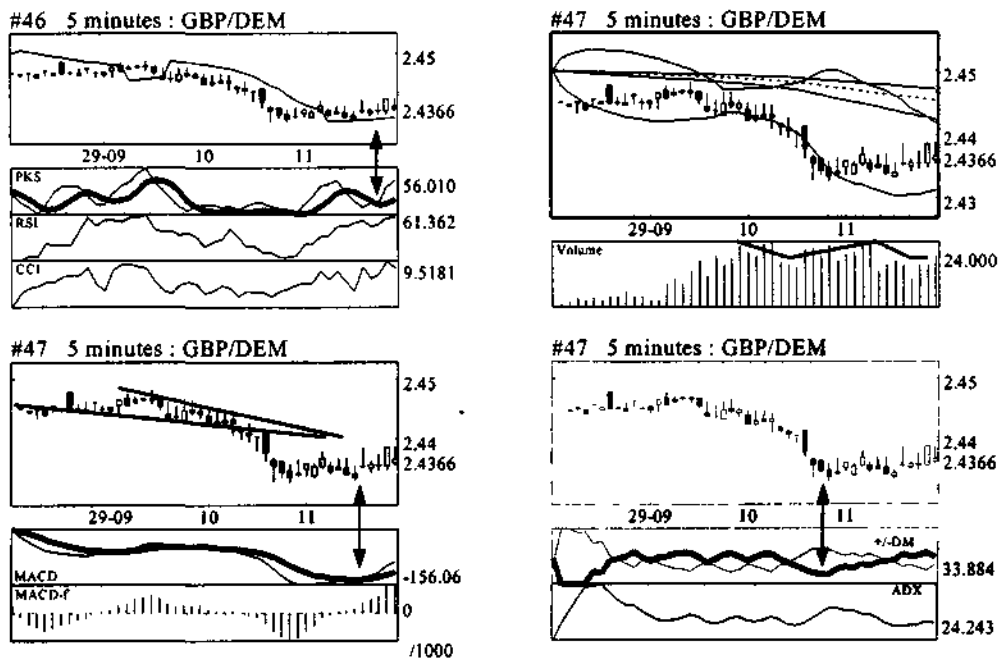 #46 5 minutes : GBP/DEM
2.45
2.4366
29-09 10 11
PKS
56.010
RSI
61.362
CCI
9.5181
#47 5 minutes : GBP/DEM
2.45
2.44
2.4366
2.43
29-09 10 11
Volume
24.000
#47 5 minutes : GBP/DEM
2.45
2.44
2.4366
29-09 10 11
MACD
-156.06
MACD-f
0
/1000
#47 5 minutes : GBP/DEM
2.45
2.44
2.4366
29-09 10 11
+/-DM
33.884
ADX
24.243